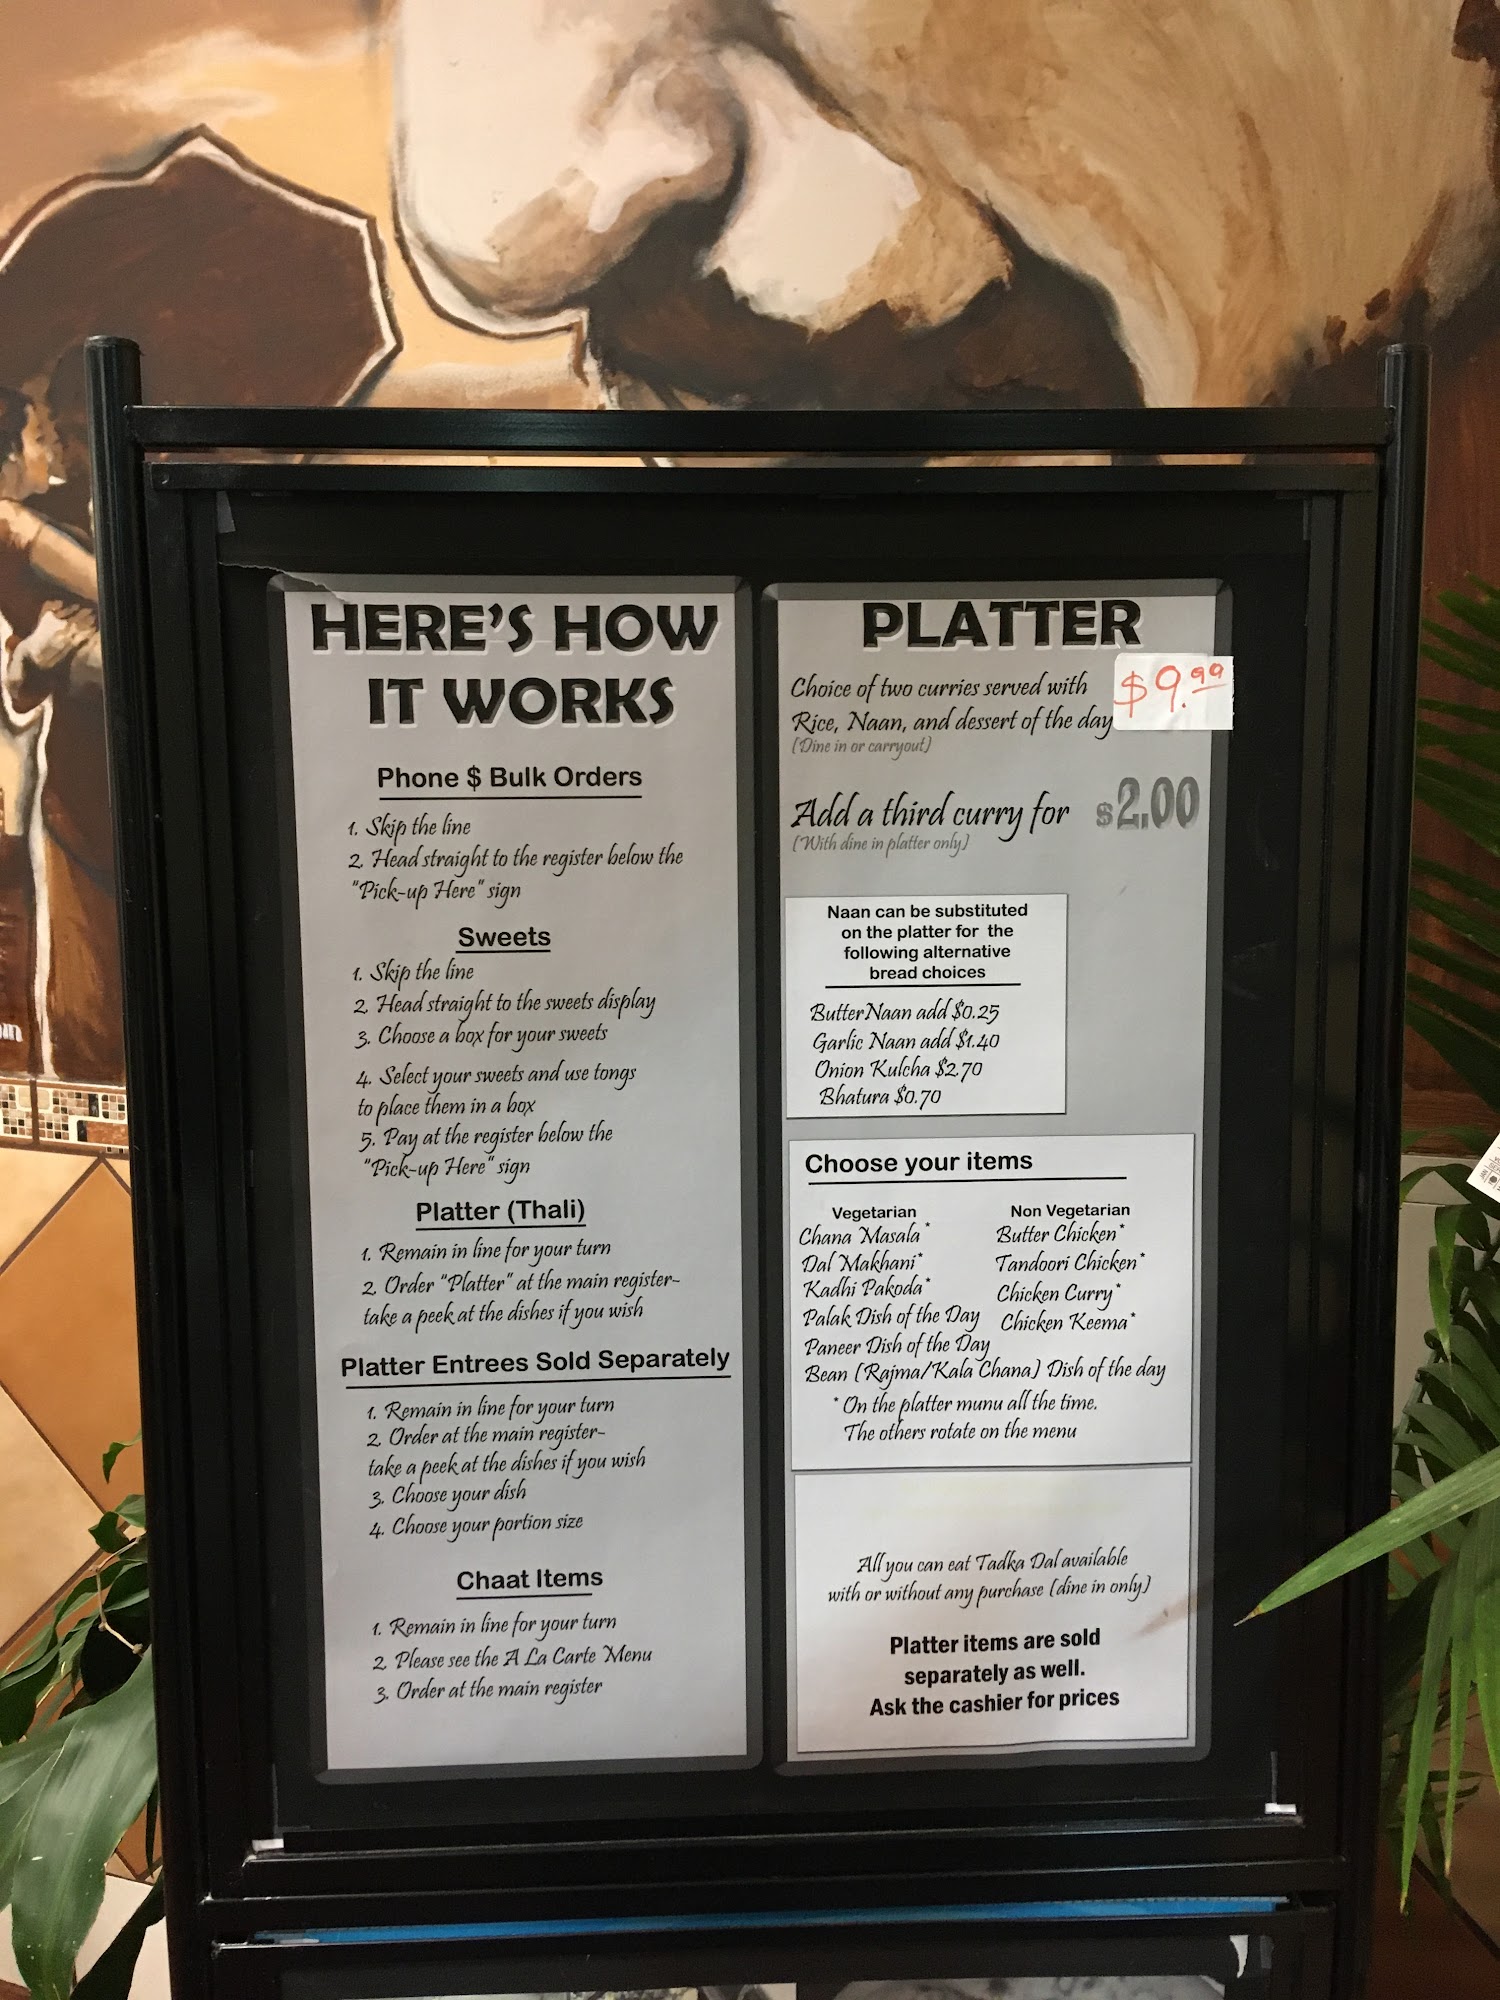 HERE'S HOW
IT WORKS
Phone $ Bulk Orders
1. Skip the line
2. Head straight to the register below the
"Pick-up Here" sign
Sweets
1. Skip the line
2. Head straight to the sweets display
3. Choose a box for your sweets
4. Select your sweets and use tongs
to place them in a box
5. Pay at the register below the
"Pick-up Here" sign
Platter (Thali)
1. Remain in line for your turn
2. Order "Platter" at the main register-
take a peek at the dishes if you wish
Platter Entrees Sold Separately
1. Remain in line for your turn
2. Order at the main register-
take a peek at the dishes if you wish
3. Choose your dish
4. Choose your portion size
Chaat Items
1. Remain in line for your turn
2. Please see the A La Carte Menu
3. Order at the main register
PLATTER
Choice of two curries served with
Rice, Naan, and dessert of the day
$9.99
(Dine in or carryout)
Add a third curry for $2.00
(With dine in platter only)
Naan can be substituted
on the platter for the
following alternative
bread choices
ButterNaan add $0.25
Garlic Naan add $1.40
Onion Kulcha $2.70
Bhatura $0.70
Choose your items
Vegetarian
Chana Masala*
Dal Makhani*
Kadhi Pakoda*
Palak Dish of the Day
Paneer Dish of the Day
Bean (Rajma/Kala Chana) Dish of the day
Non Vegetarian
Butter Chicken*
Tandoori Chicken*
Chicken Curry*
Chicken Keema*
* On the platter munu all the time.
The others rotate on the menu
All you can eat Tadka Dal available
with or without any purchase (dine in only)
Platter items are sold
separately as well.
Ask the cashier for prices